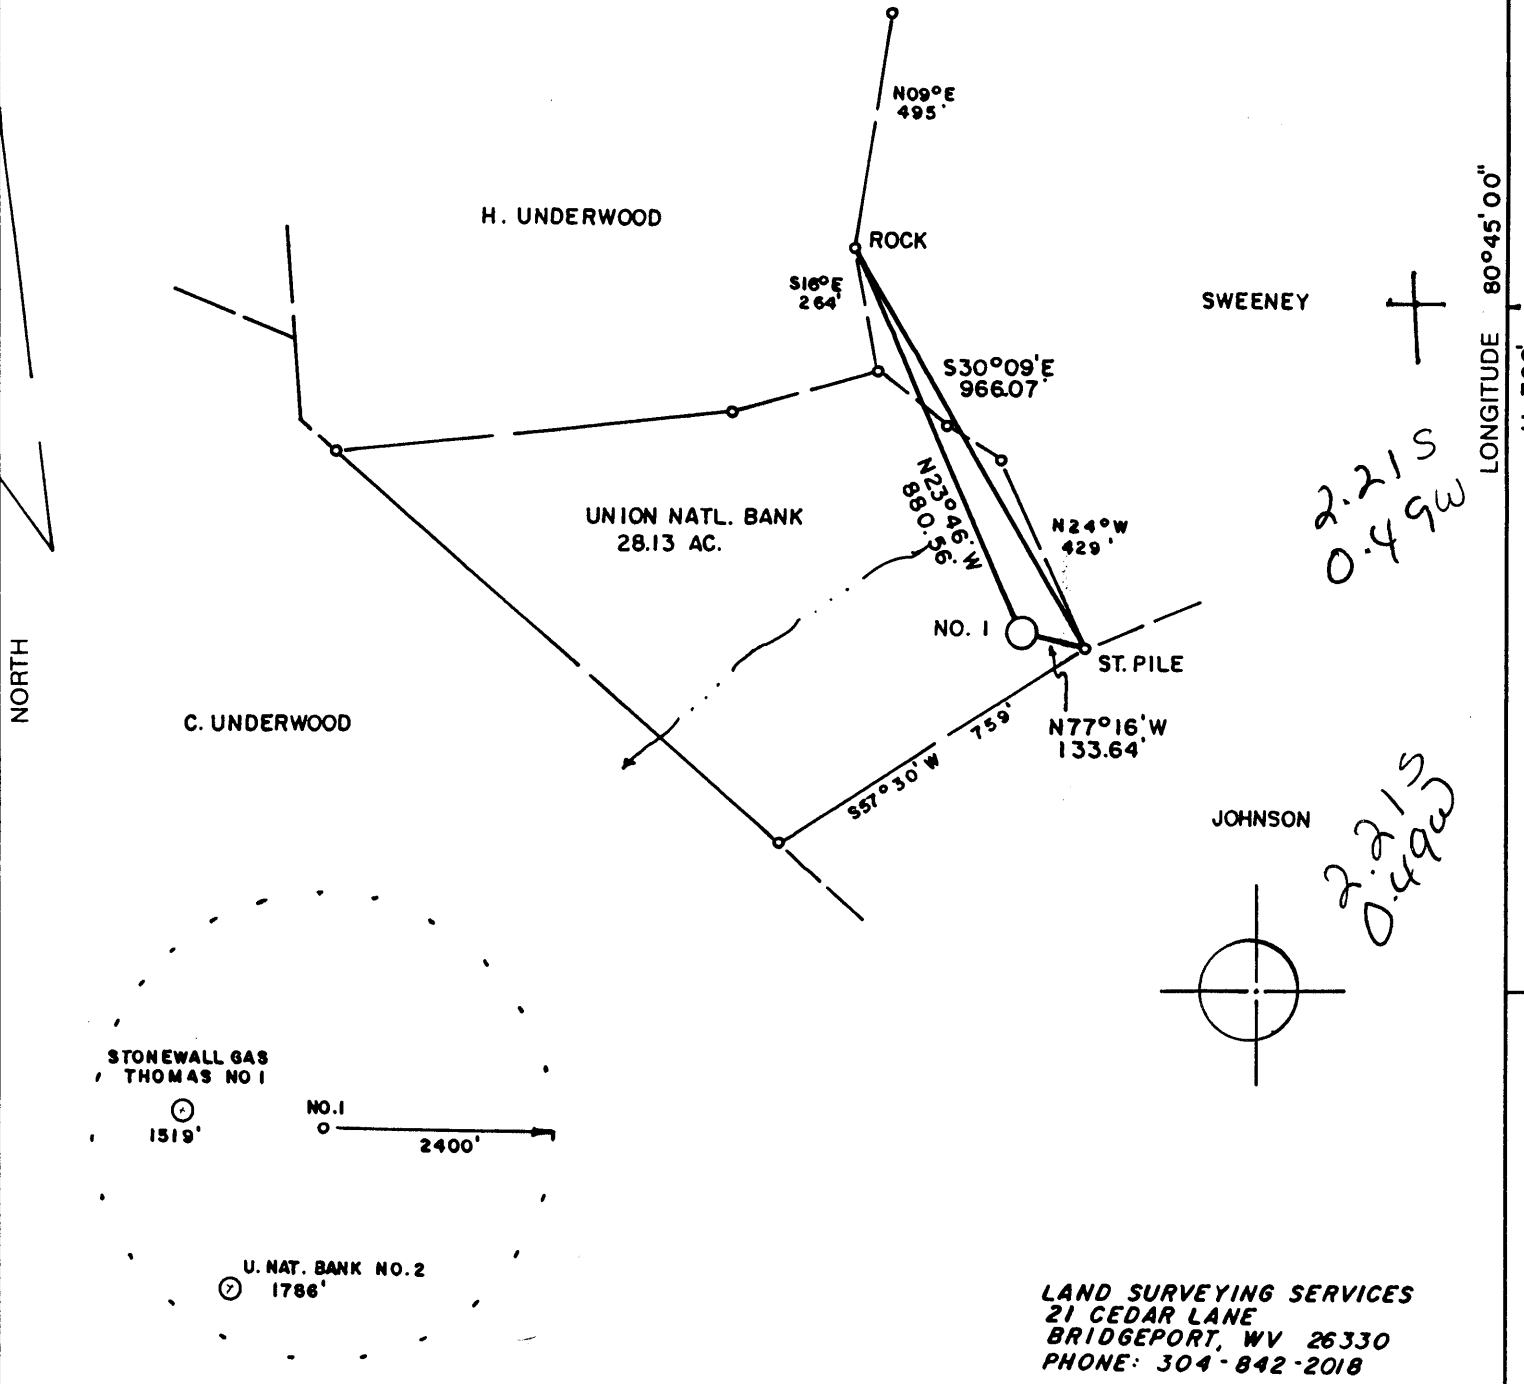 N09°E
495'
H. UNDERWOOD
ROCK
S16°E
264'
SWEENEY
LONGITUDE 80°45'00"
S30°09'E
966.07'
N23°46'W
880.56'
UNION NATL. BANK
28.13 AC.
N24°W
429'
2.21S
0.49W
NO. 1
ST. PILE
NORTH
C. UNDERWOOD
759'
S57°30'W
N77°16'W
133.64'
JOHNSON
2.21S
0.49W
STONEWALL GAS
THOMAS NO 1
1519'
NO.1
2400'
U. NAT. BANK NO.2
1786'
LAND SURVEYING SERVICES
21 CEDAR LANE
BRIDGEPORT, WV 26330
PHONE: 304-842-2018